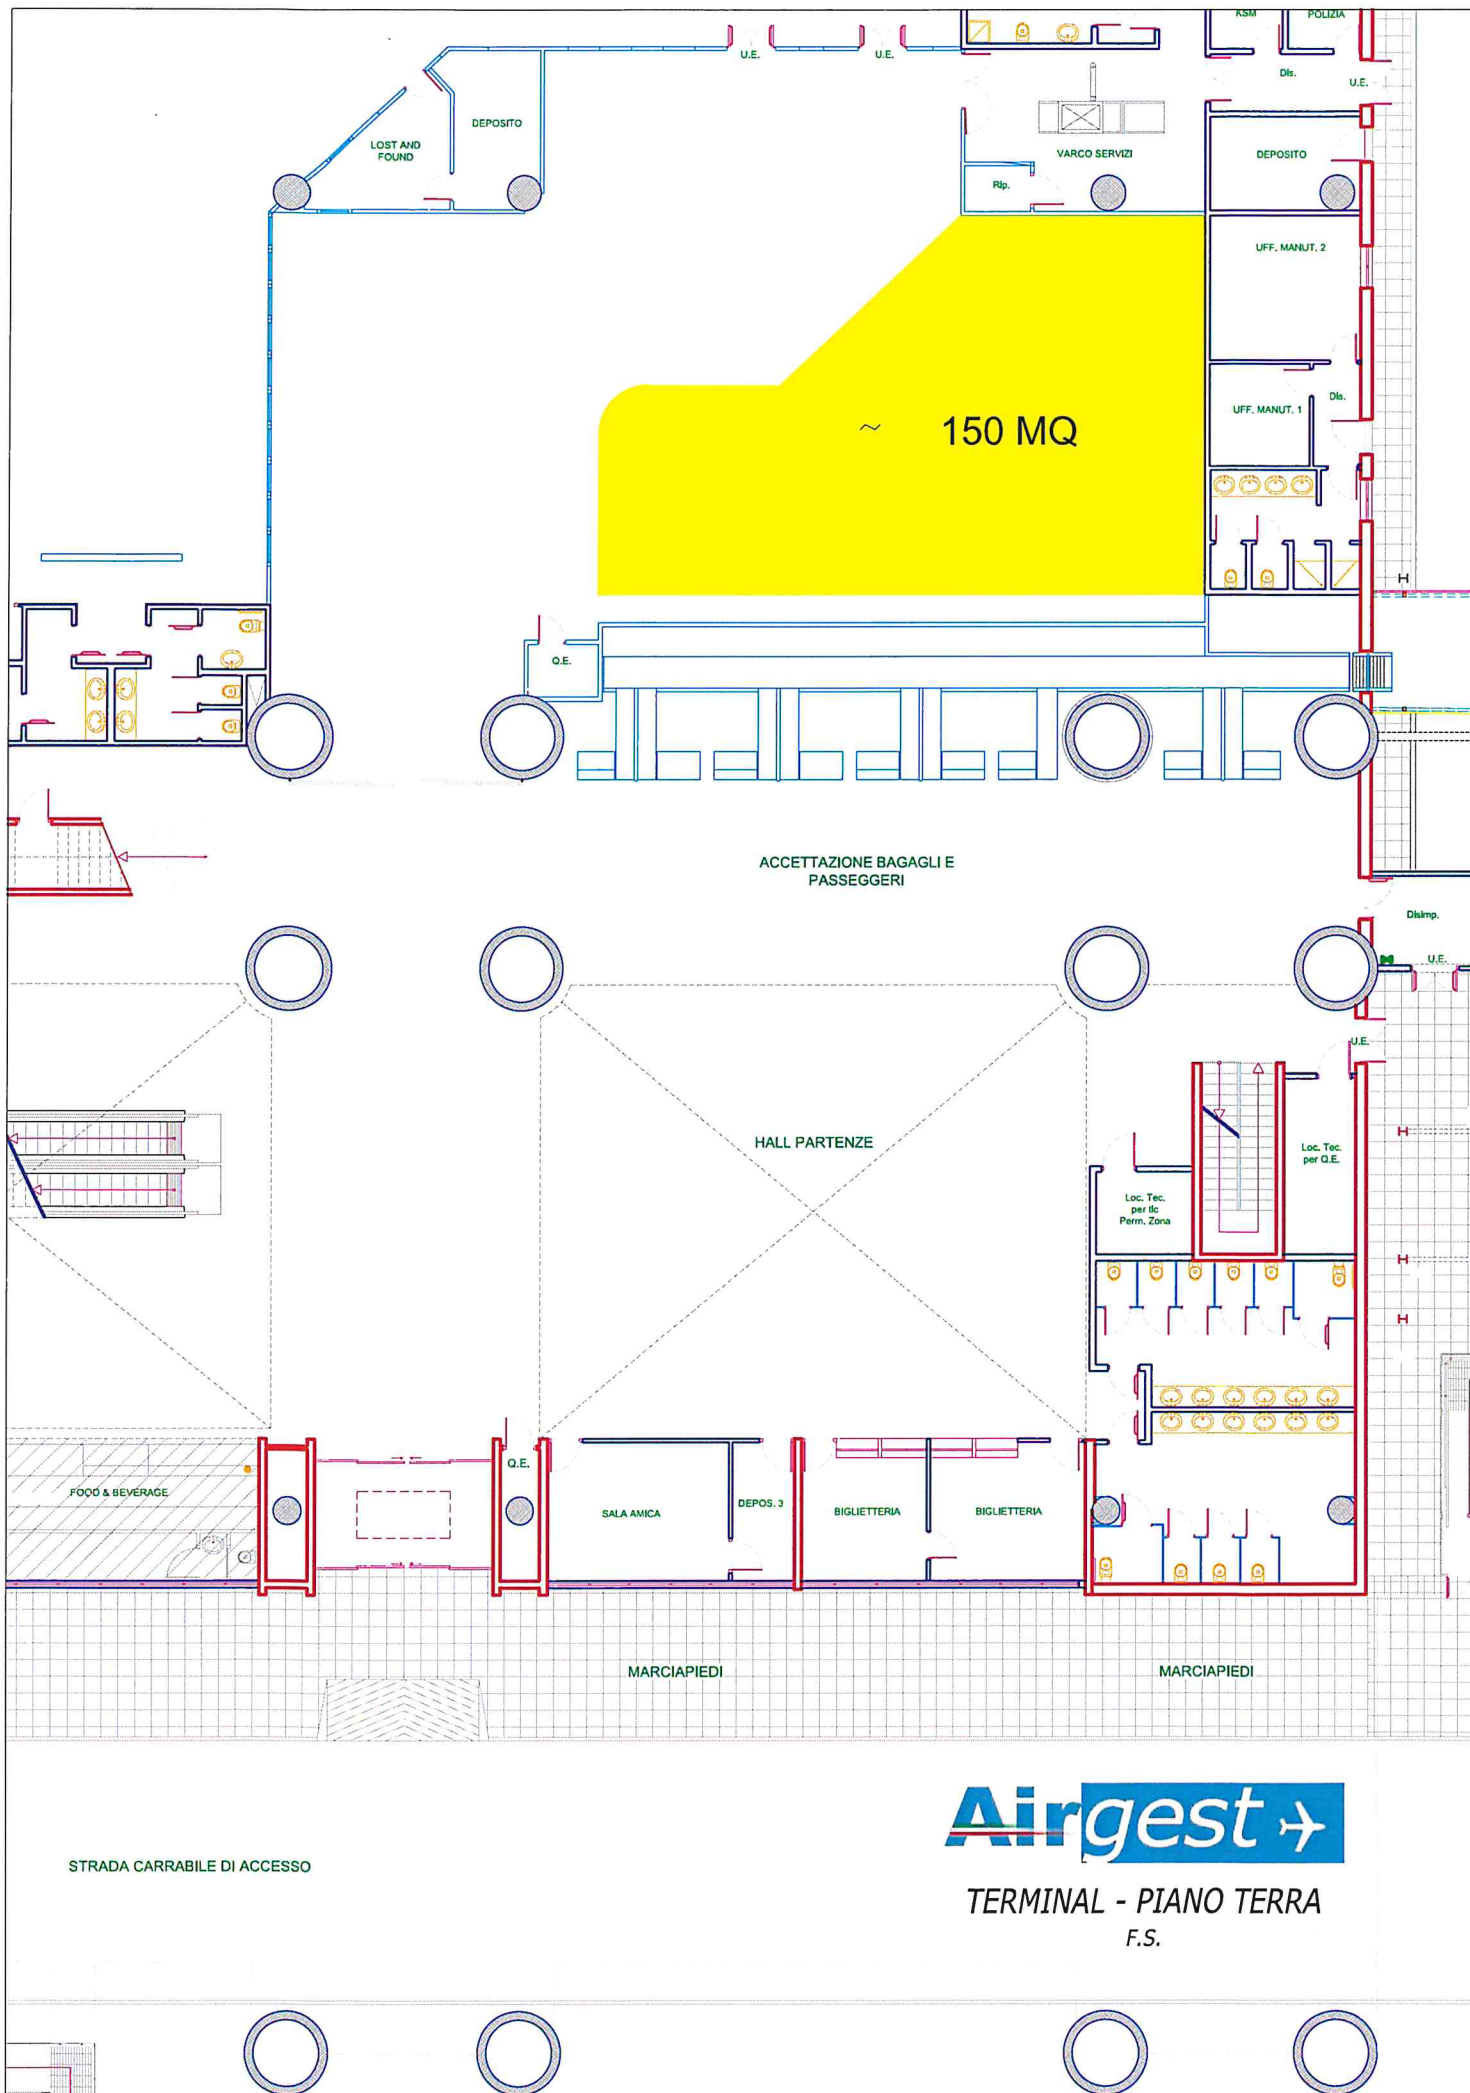 KSM
POLIZIA
U.E.
U.E.
Dis.
U.E.
DEPOSITO
LOST AND
FOUND
VARCO SERVIZI
DEPOSITO
Rip.
UFF. MANUT. 2
Dis.
UFF. MANUT. 1
~ 150 MQ
H
Q.E.
ACCETTAZIONE BAGAGLI E
PASSEGGERI
Disimp.
U.E.
U.E.
HALL PARTENZE
Loc. Tec.
per Q.E.
Loc. Tec.
per tlc
Perm. Zona
H
H
H
Q.E.
FOOD & BEVERAGE
SALA AMICA
DEPOS. 3
BIGLIETTERIA
BIGLIETTERIA
MARCIAPIEDI
MARCIAPIEDI
Airgest
STRADA CARRABILE DI ACCESSO
TERMINAL - PIANO TERRA
F.S.